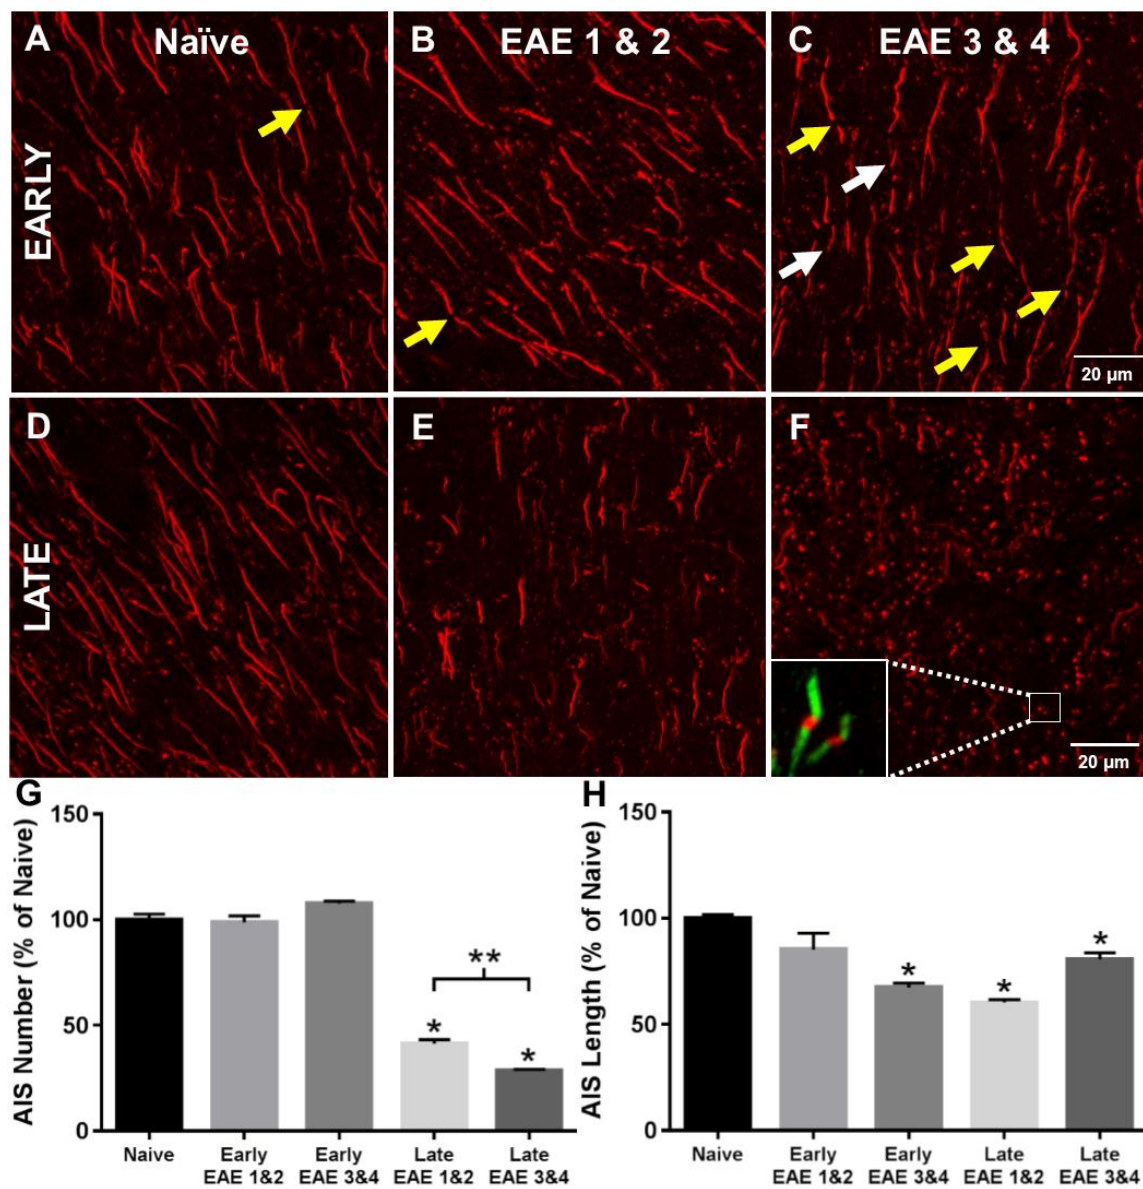 A
Naïve
B
EAE 1 & 2
C
EAE 3 & 4
EARLY
20 µm
D
E
F
LATE
20 µm
G
AIS Number (% of Naive)
150
100
50
0
**
*
*
Naive
Early
EAE 1&2
Early
EAE 3&4
Late
EAE 1&2
Late
EAE 3&4
H
AIS Length (% of Naive)
150
100
50
0
*
*
*
Naive
Early
EAE 1&2
Early
EAE 3&4
Late
EAE 1&2
Late
EAE 3&4